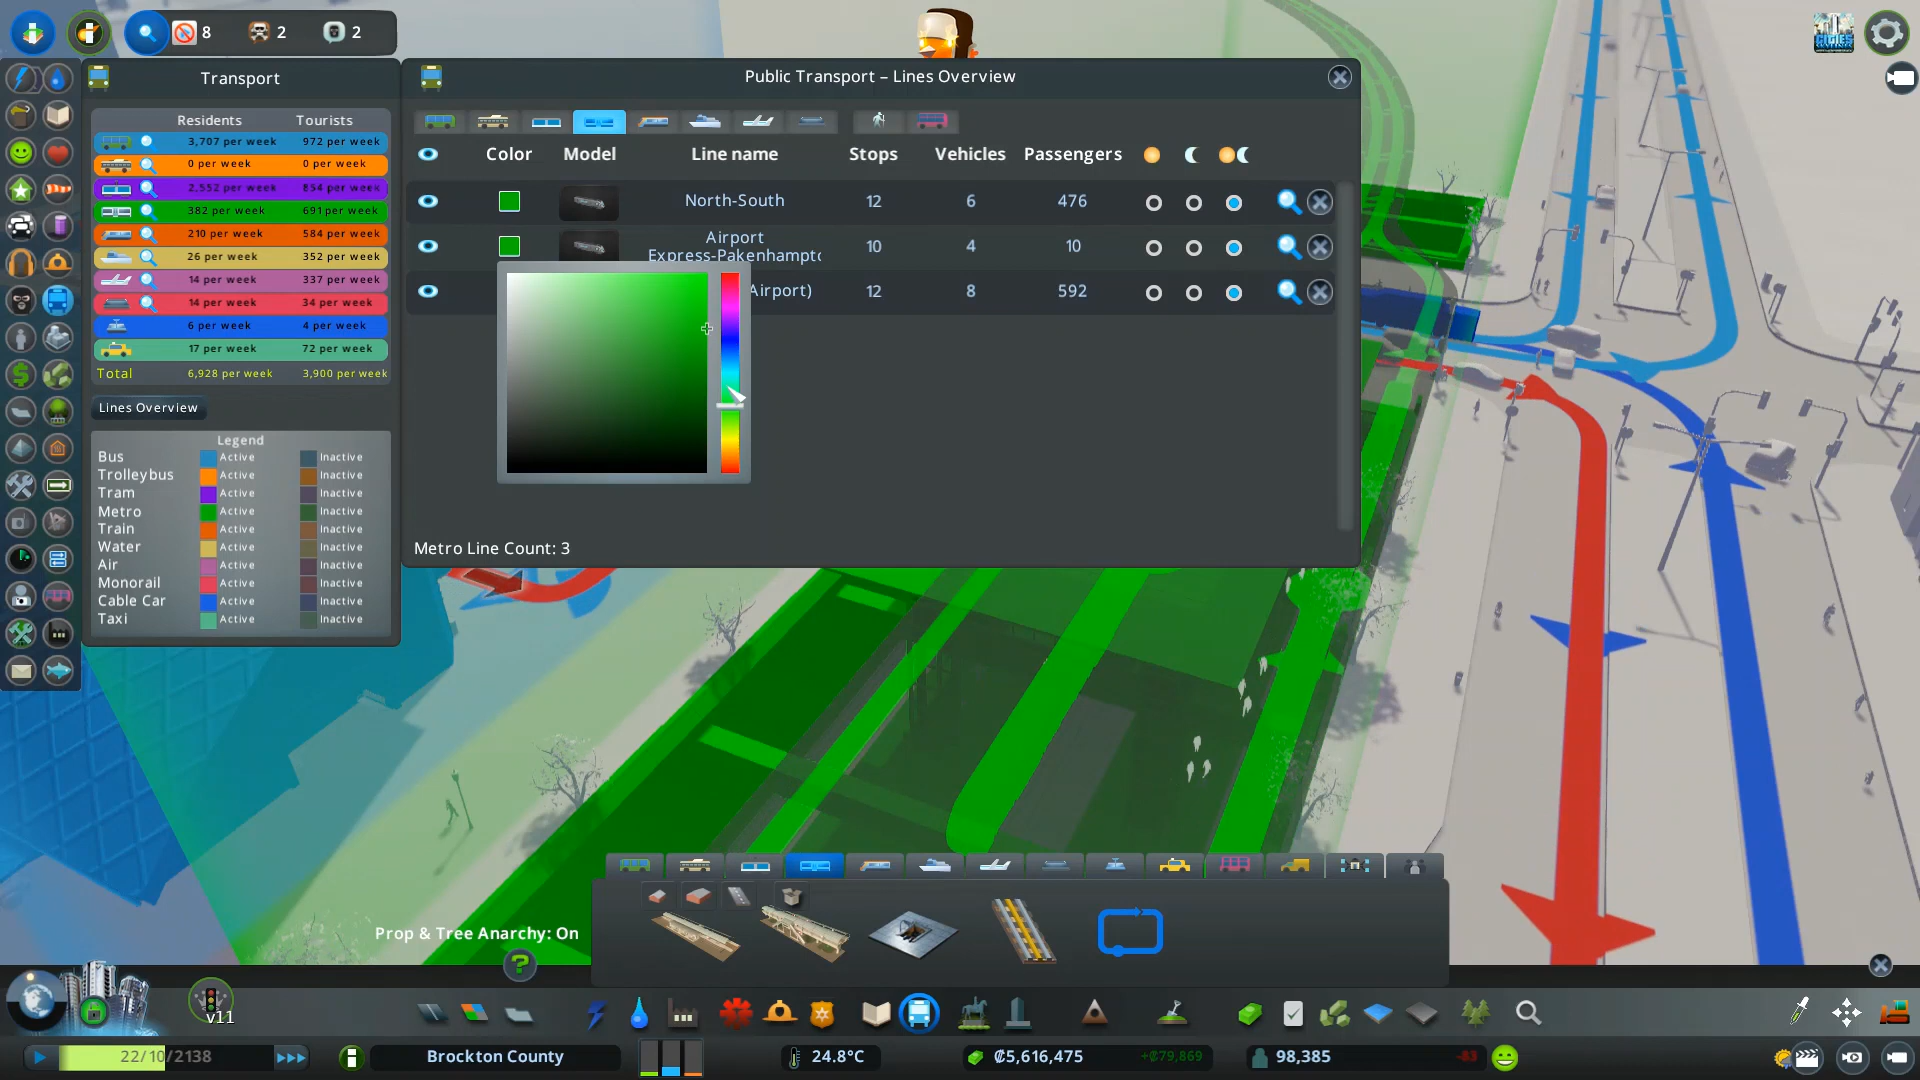 8
2
2
CITIES
Transport
Residents Tourists
3,707 per week 972 per week
0 per week 0 per week
2,552 per week 854 per week
382 per week 691 per week
210 per week 584 per week
26 per week 352 per week
14 per week 337 per week
14 per week 34 per week
6 per week 4 per week
17 per week 72 per week
Total 6,928 per week 3,900 per week
Lines Overview
Legend
Bus Active Inactive
Trolleybus Active Inactive
Tram Active Inactive
Metro Active Inactive
Train Active Inactive
Water Active Inactive
Air Active Inactive
Monorail Active Inactive
Cable Car Active Inactive
Taxi Active Inactive
Public Transport – Lines Overview
Color Model Line name Stops Vehicles Passengers
North-South 12 6 476
Airport
Express-Pakenhampto 10 4 10
Airport) 12 8 592
Metro Line Count: 3
Prop & Tree Anarchy: On
?
v11
22/10/2138
Brockton County
24.8°C
₡5,616,475
+₡79,869
98,385
-83